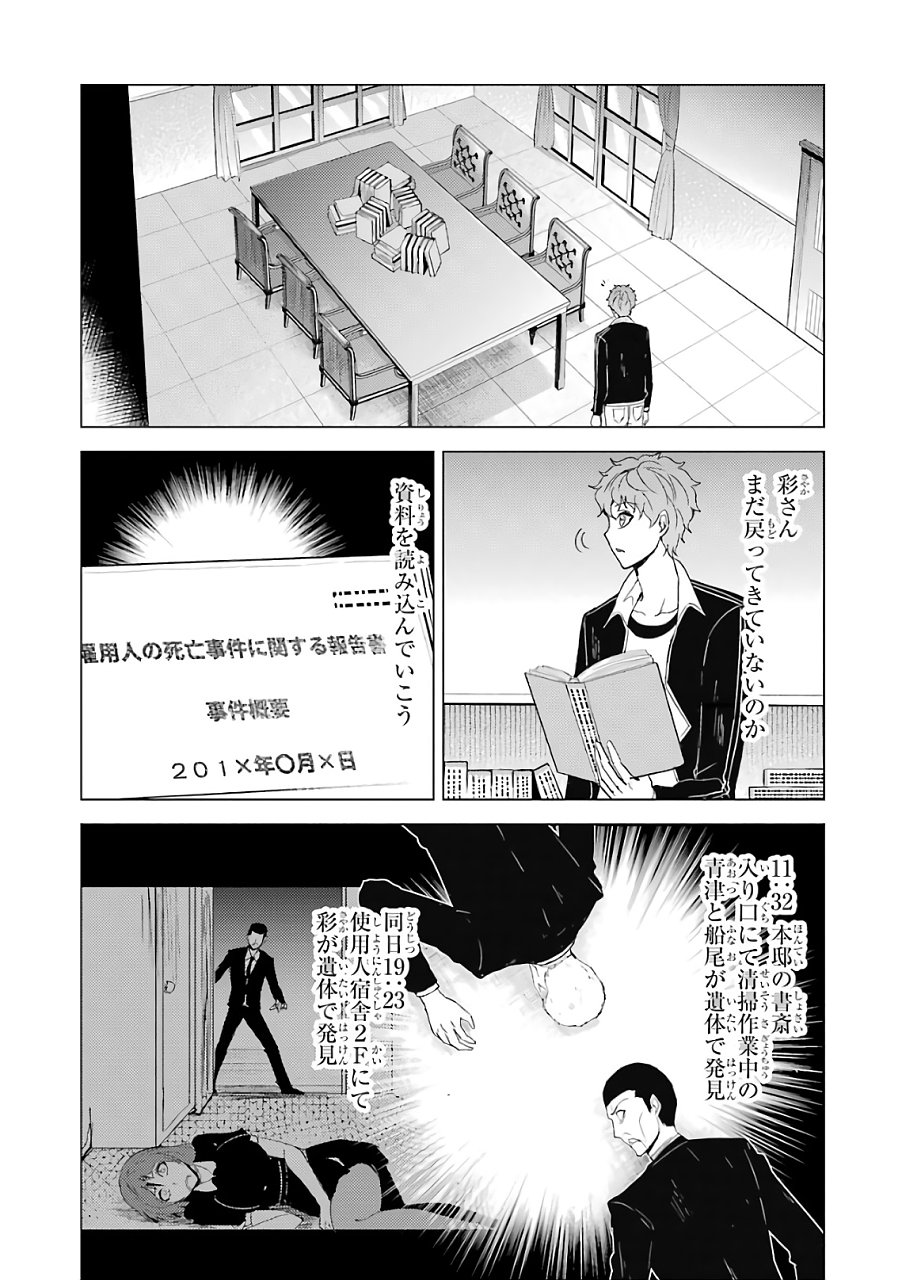 彩さん
まだ戻ってきていないのか
資料を読み込んでいこう
雇用人の死亡事件に関する報告書
事件概要
201×年〇月×日
11：32 本邸の書斎
入り口にて清掃作業中の
青津と船尾が遺体で発見
同日19：23
使用人宿舎2Fにて
彩が遺体で発見